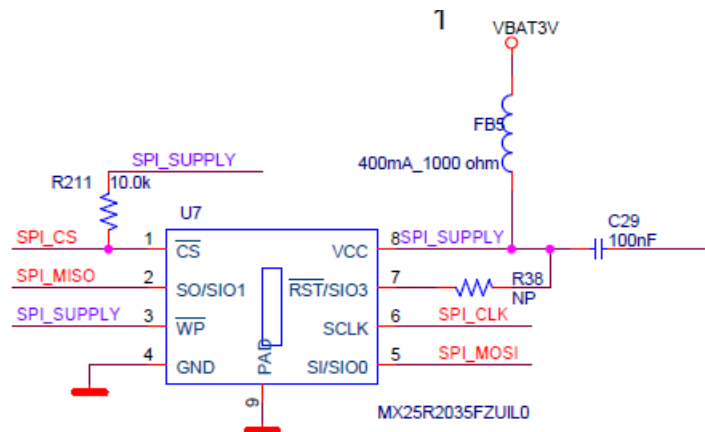 1
VBAT3V
FB5
400mA_1000 ohm
SPI_SUPPLY
R211 10.0k
U7
C29
100nF
SPI_CS
1
CS
VCC
8
SPI_SUPPLY
SPI_MISO
2
SO/SIO1
RST/SIO3
7
R38
NP
SPI_SUPPLY
3
WP
SCLK
6
SPI_CLK
4
GND
PAD
SI/SIO0
5
SPI_MOSI
9
MX25R2035FZUIL0